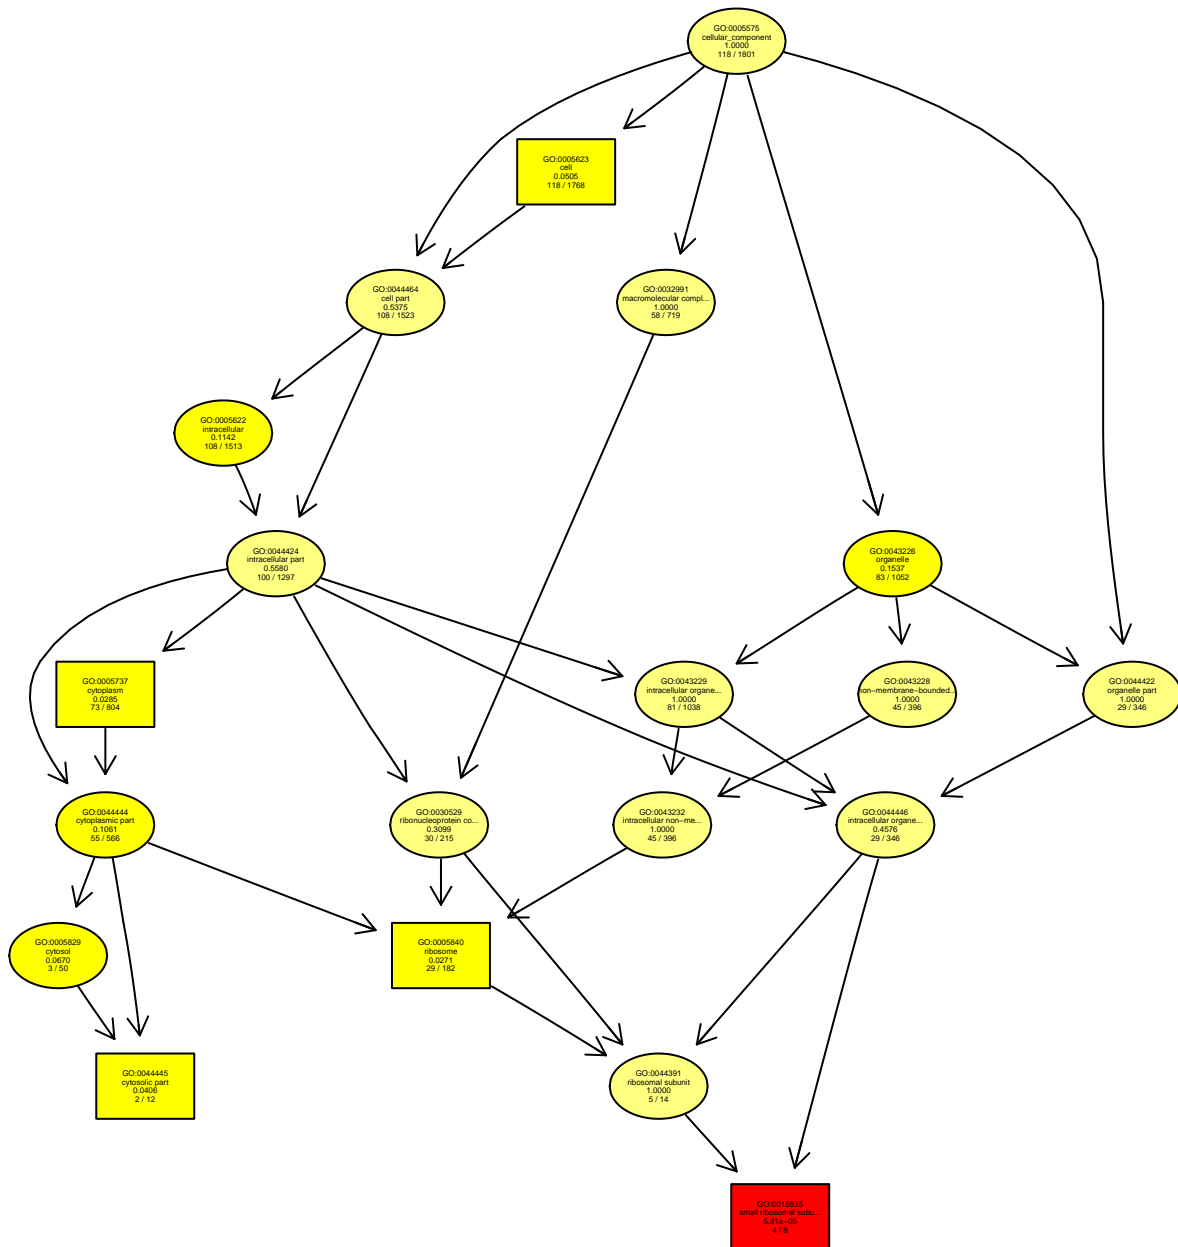 GO:0005575
cellular_component
1.0000
118 / 1801
GO:0005623
cell
0.0505
118 / 1768
GO:0044464
cell part
0.5375
108 / 1523
GO:0032991
macromolecular compl...
1.0000
58 / 719
GO:0005622
intracellular
0.1142
108 / 1513
GO:0044424
intracellular part
0.5580
100 / 1297
GO:0043226
organelle
0.1537
83 / 1052
GO:0005737
cytoplasm
0.0285
73 / 804
GO:0043229
intracellular organe...
1.0000
81 / 1038
GO:0043228
non−membrane−bounded...
1.0000
45 / 396
GO:0044422
organelle part
1.0000
29 / 346
GO:0044444
cytoplasmic part
0.1061
55 / 566
GO:0030529
ribonucleoprotein co...
0.3099
30 / 215
GO:0043232
intracellular non−me...
1.0000
45 / 396
GO:0044446
intracellular organe...
0.4576
29 / 346
GO:0005829
cytosol
0.0670
3 / 50
GO:0005840
ribosome
0.0271
29 / 182
GO:0044445
cytosolic part
0.0406
2 / 12
GO:0044391
ribosomal subunit
1.0000
5 / 14
GO:0015935
small ribosomal subu...
5.81e−05
4 / 8